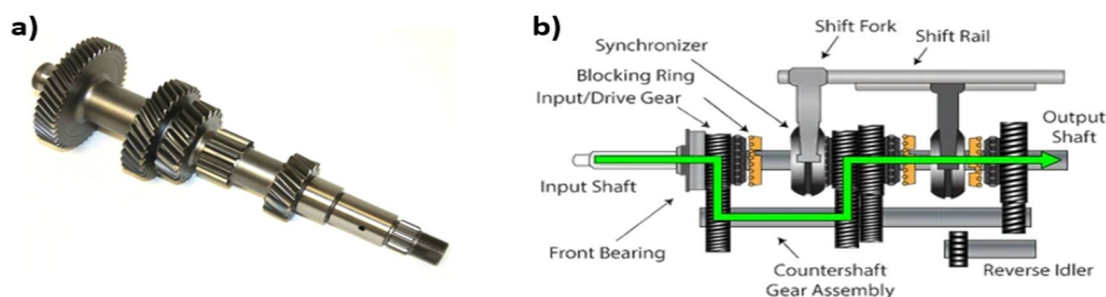 a)
b)
Shift Fork
Shift Rail
Synchronizer
Blocking Ring
Input/Drive Gear
Output
Shaft
Input Shaft
Front Bearing
Countershaft
Gear Assembly
Reverse Idler